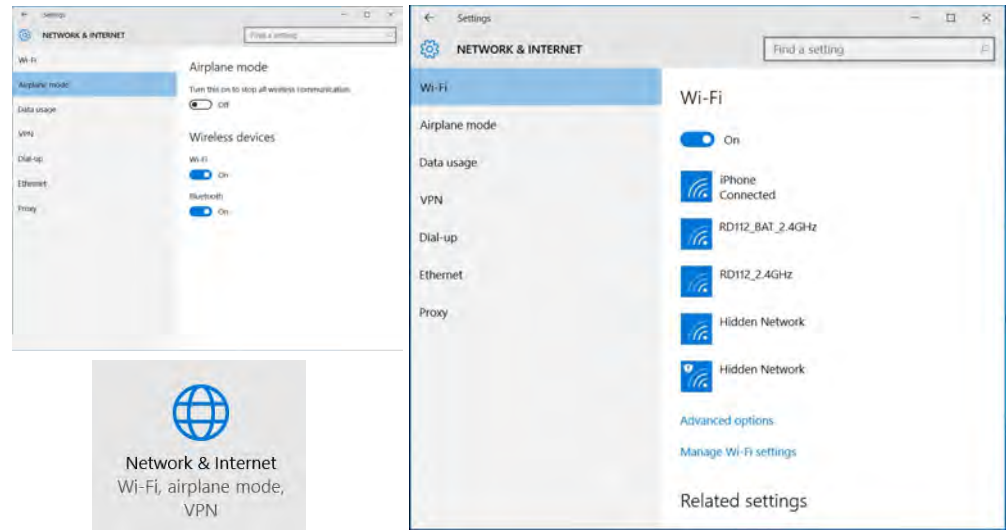 Settings
NETWORK & INTERNET
Find a setting
Wi-Fi
Airplane mode
Data usage
VPN
Dial-up
Ethernet
Proxy
Airplane mode
Turn this on to stop all wireless communication.
Off
Wireless devices
Wi-Fi
On
Bluetooth
On
Network & Internet
Wi-Fi, airplane mode,
VPN
Settings
NETWORK & INTERNET
Find a setting
Wi-Fi
Airplane mode
Data usage
VPN
Dial-up
Ethernet
Proxy
Wi-Fi
On
iPhone
Connected
RD112_BAT_2.4GHz
RD112_2.4GHz
Hidden Network
Hidden Network
Advanced options
Manage Wi-Fi settings
Related settings